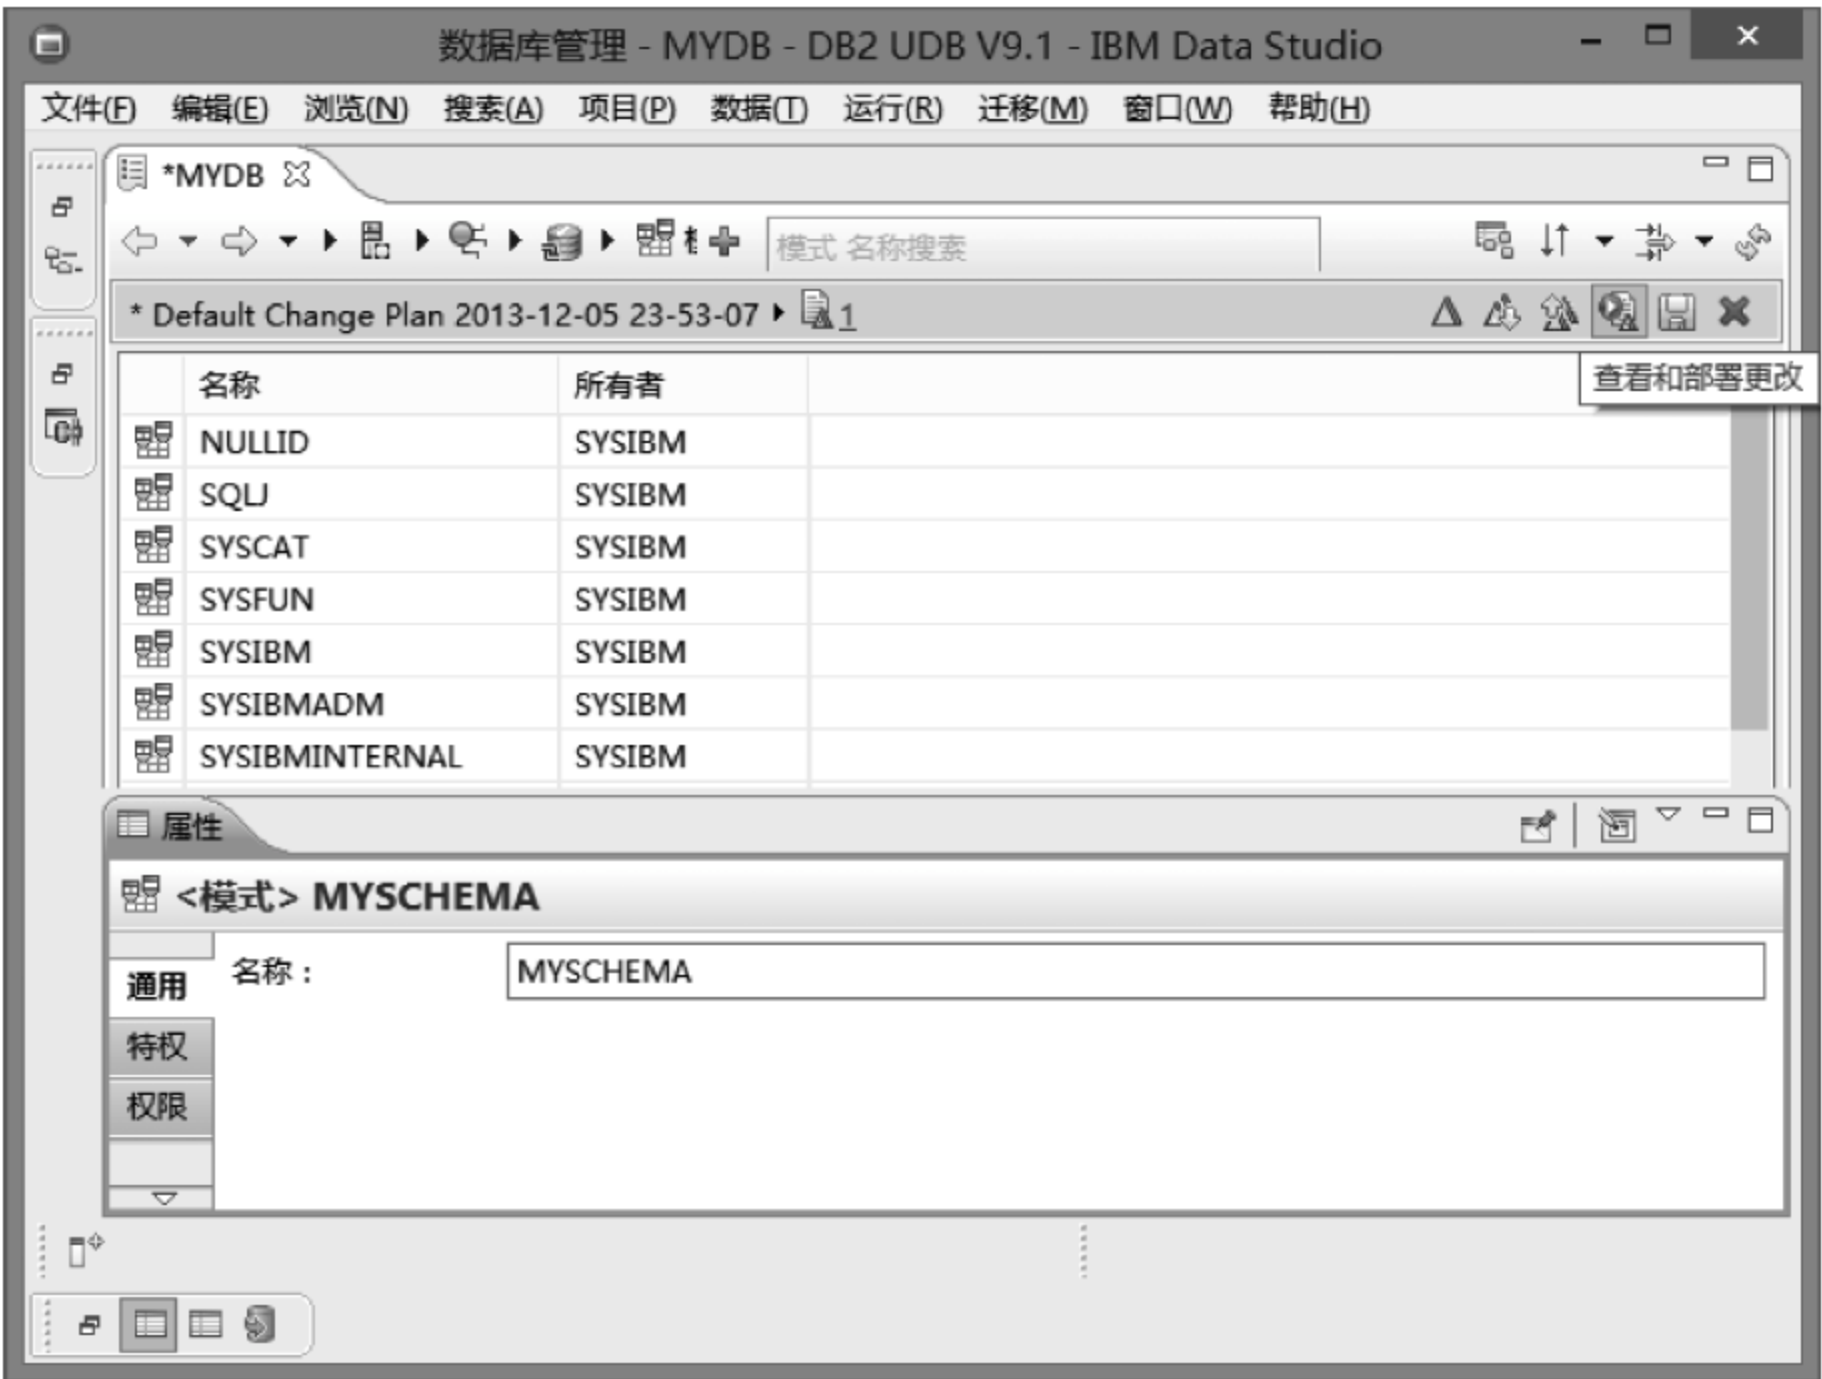 数据库管理 - MYDB - DB2 UDB V9.1 - IBM Data Studio
文件(F) 编辑(E) 浏览(N) 搜索(A) 项目(P) 数据(T) 运行(R) 迁移(M) 窗口(W) 帮助(H)
*MYDB
模式 名称搜索
* Default Change Plan 2013-12-05 23-53-07 1
查看和部署更改
名称 所有者
NULLID SYSIBM
SQLJ SYSIBM
SYSCAT SYSIBM
SYSFUN SYSIBM
SYSIBM SYSIBM
SYSIBMADM SYSIBM
SYSIBMINTERNAL SYSIBM
属性
<模式> MYSCHEMA
通用
名称：
MYSCHEMA
特权
权限